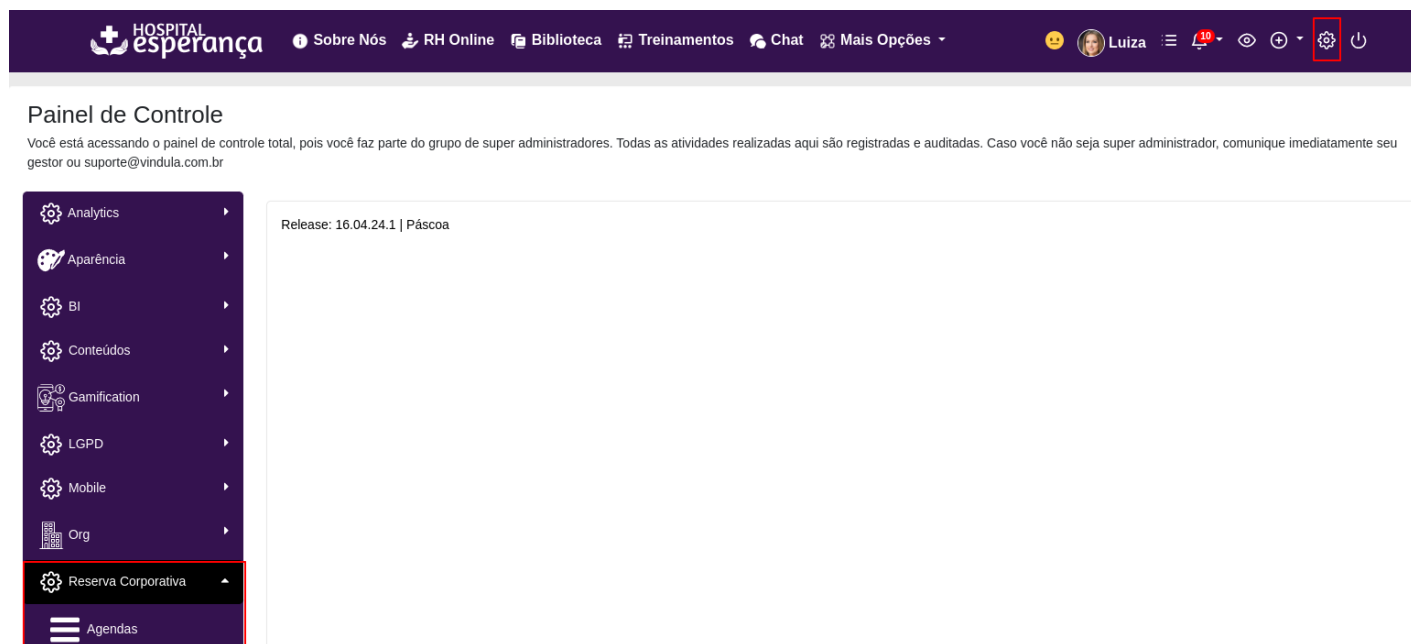 HOSPITAL
esperança
Sobre Nós RH Online Biblioteca Treinamentos Chat Mais Opções
Luiza 10
Painel de Controle
Você está acessando o painel de controle total, pois você faz parte do grupo de super administradores. Todas as atividades realizadas aqui são registradas e auditadas. Caso você não seja super administrador, comunique imediatamente seu
gestor ou suporte@vindula.com.br
Analytics
Release: 16.04.24.1 | Páscoa
Aparência
BI
Conteúdos
Gamification
LGPD
Mobile
Org
Reserva Corporativa
Agendas